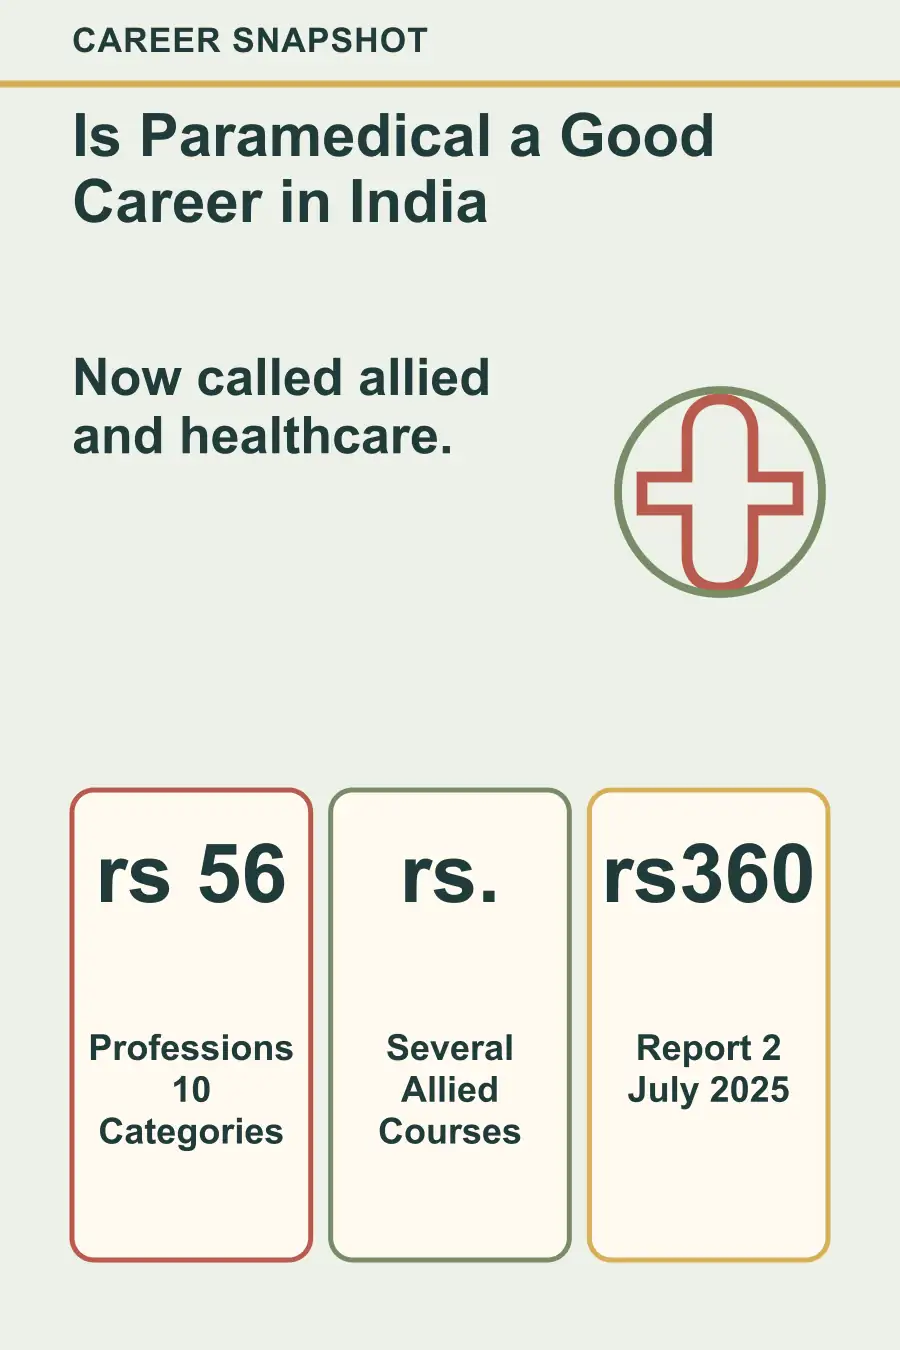 CAREER SNAPSHOT
Is Paramedical a Good
Career in India
Now called allied
and healthcare.
rs 56
Professions
10
Categories
rs.
Several
Allied
Courses
rs360
Report 2
July 2025